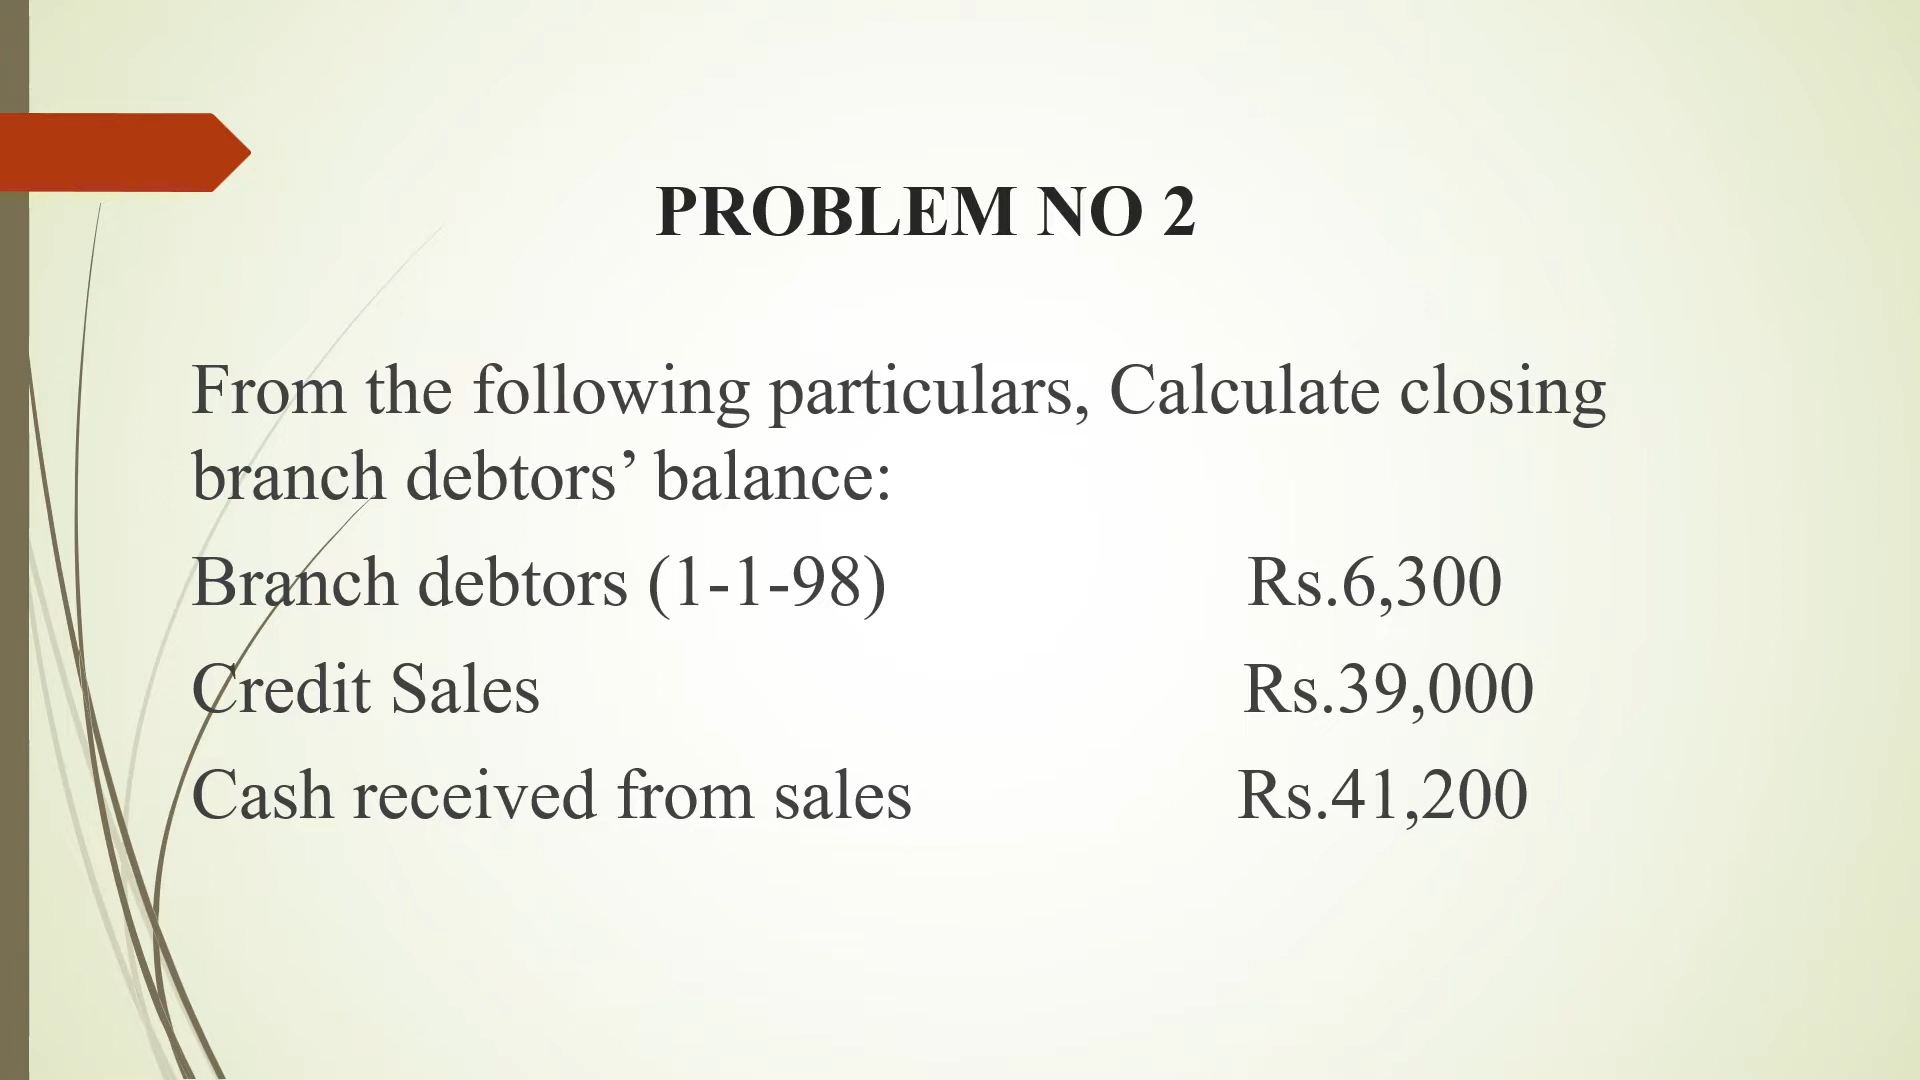 PROBLEM NO 2
From the following particulars, Calculate closing
branch debtors’ balance:
Branch debtors (1-1-98) Rs.6,300
Credit Sales Rs.39,000
Cash received from sales Rs.41,200